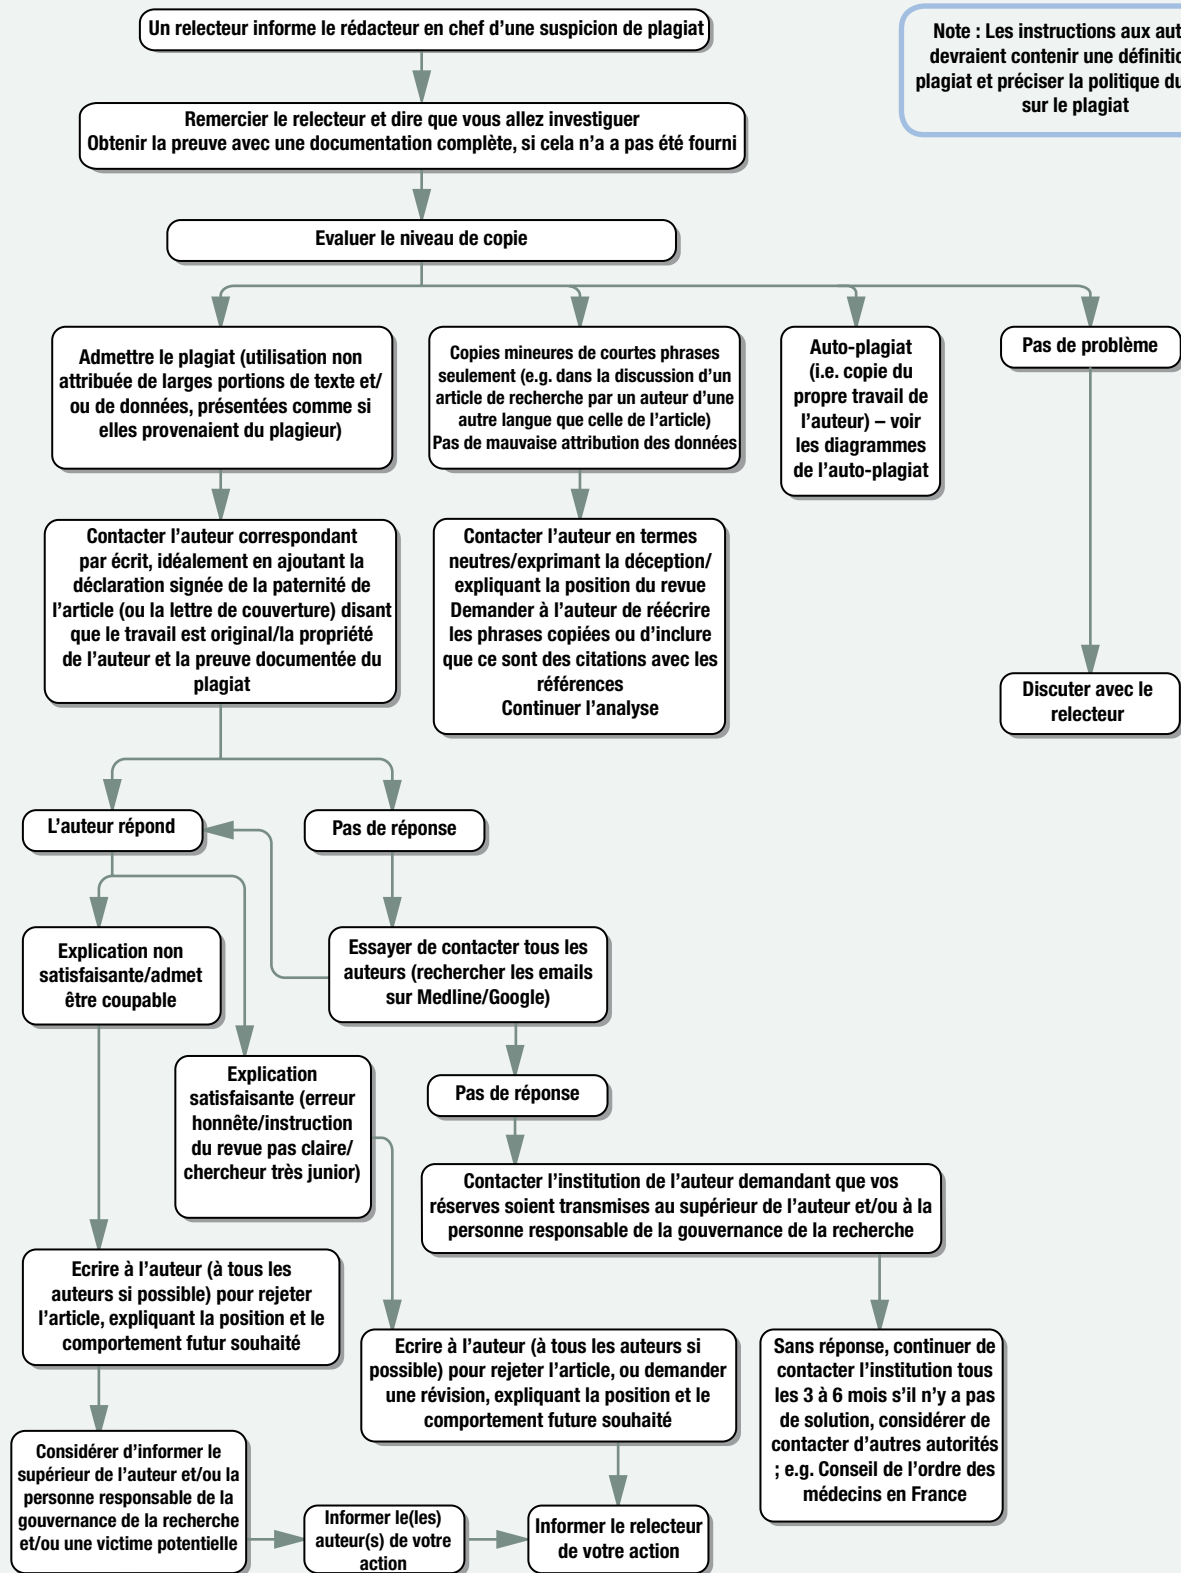 Un relecteur informe le rédacteur en chef d'une suspicion de plagiat
Note : Les instructions aux
devraient contenir une
plagiat et préciser la politique
sur le plagiat
Remercier le relecteur et dire que vous allez investiguer
Obtenir la preuve avec une documentation complète, si cela n'a a pas été fourni
Evaluer le niveau de copie
Admettre le plagiat (utilisation non
attribuée de larges portions de texte et/
ou de données, présentées comme si
elles provenaient du plagieur)
Copies mineures de courtes phrases
seulement (e.g. dans la discussion d'un
article de recherche par un auteur d'une
autre langue que celle de l'article)
Pas de mauvaise attribution des données
Auto-plagiat
(i.e. copie du
propre travail de
l'auteur) – voir
les diagrammes
de l'auto-plagiat
Pas de problème
Contacter l'auteur correspondant
par écrit, idéalement en ajoutant la
déclaration signée de la paternité de
l'article (ou la lettre de couverture) disant
que le travail est original/la propriété
de l'auteur et la preuve documentée du
plagiat
Contacter l'auteur en termes
neutres/exprimant la déception/
expliquant la position du revue
Demander à l'auteur de réécrire
les phrases copiées ou d'inclure
que ce sont des citations avec les
références
Continuer l'analyse
Discuter avec le
relecteur
L'auteur répond
Pas de réponse
Explication non
satisfaisante/admet
être coupable
Essayer de contacter tous les
auteurs (rechercher les emails
sur Medline/Google)
Explication
satisfaisante (erreur
honnête/instruction
du revue pas claire/
chercheur très junior)
Pas de réponse
Contacter l'institution de l'auteur demandant que vos
réserves soient transmises au supérieur de l'auteur et/ou à la
personne responsable de la gouvernance de la recherche
Ecrire à l'auteur (à tous les
auteurs si possible) pour rejeter
l'article, expliquant la position et le
comportement futur souhaité
Ecrire à l'auteur (à tous les auteurs si
possible) pour rejeter l'article, ou demander
une révision, expliquant la position et le
comportement future souhaité
Sans réponse, continuer de
contacter l'institution tous
les 3 à 6 mois s'il n'y a pas
de solution, considérer de
contacter d'autres autorités
; e.g. Conseil de l'ordre des
médecins en France
Considérer d'informer le
supérieur de l'auteur et/ou la
personne responsable de la
gouvernance de la recherche
et/ou une victime potentielle
Informer le(les)
auteur(s) de votre
action
Informer le relecteur
de votre action